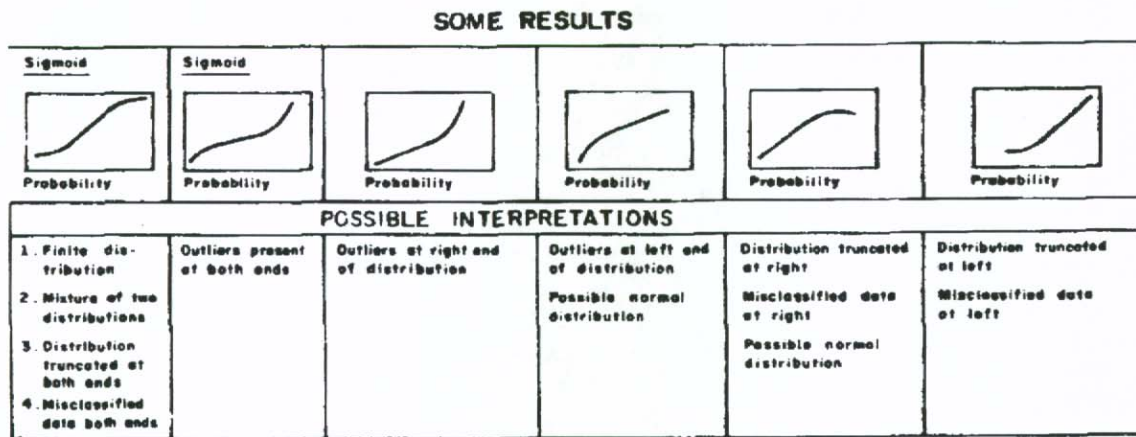 SOME RESULTS
Sigmoid
Sigmoid
Probability
Probability
Probability
Probability
Probability
Probability
POSSIBLE INTERPRETATIONS
1. Finite dis-
tribution
2. Mixture of two
distributions
3. Distribution
truncated at
both ends
4. Misclassified
data both ends
Outliers present
at both ends
Outliers at right end
of distribution
Outliers at left end
of distribution
Possible normal
distribution
Distribution truncated
at right
Misclassified data
at right
Possible normal
distribution
Distribution truncated
at left
Misclassified data
at left